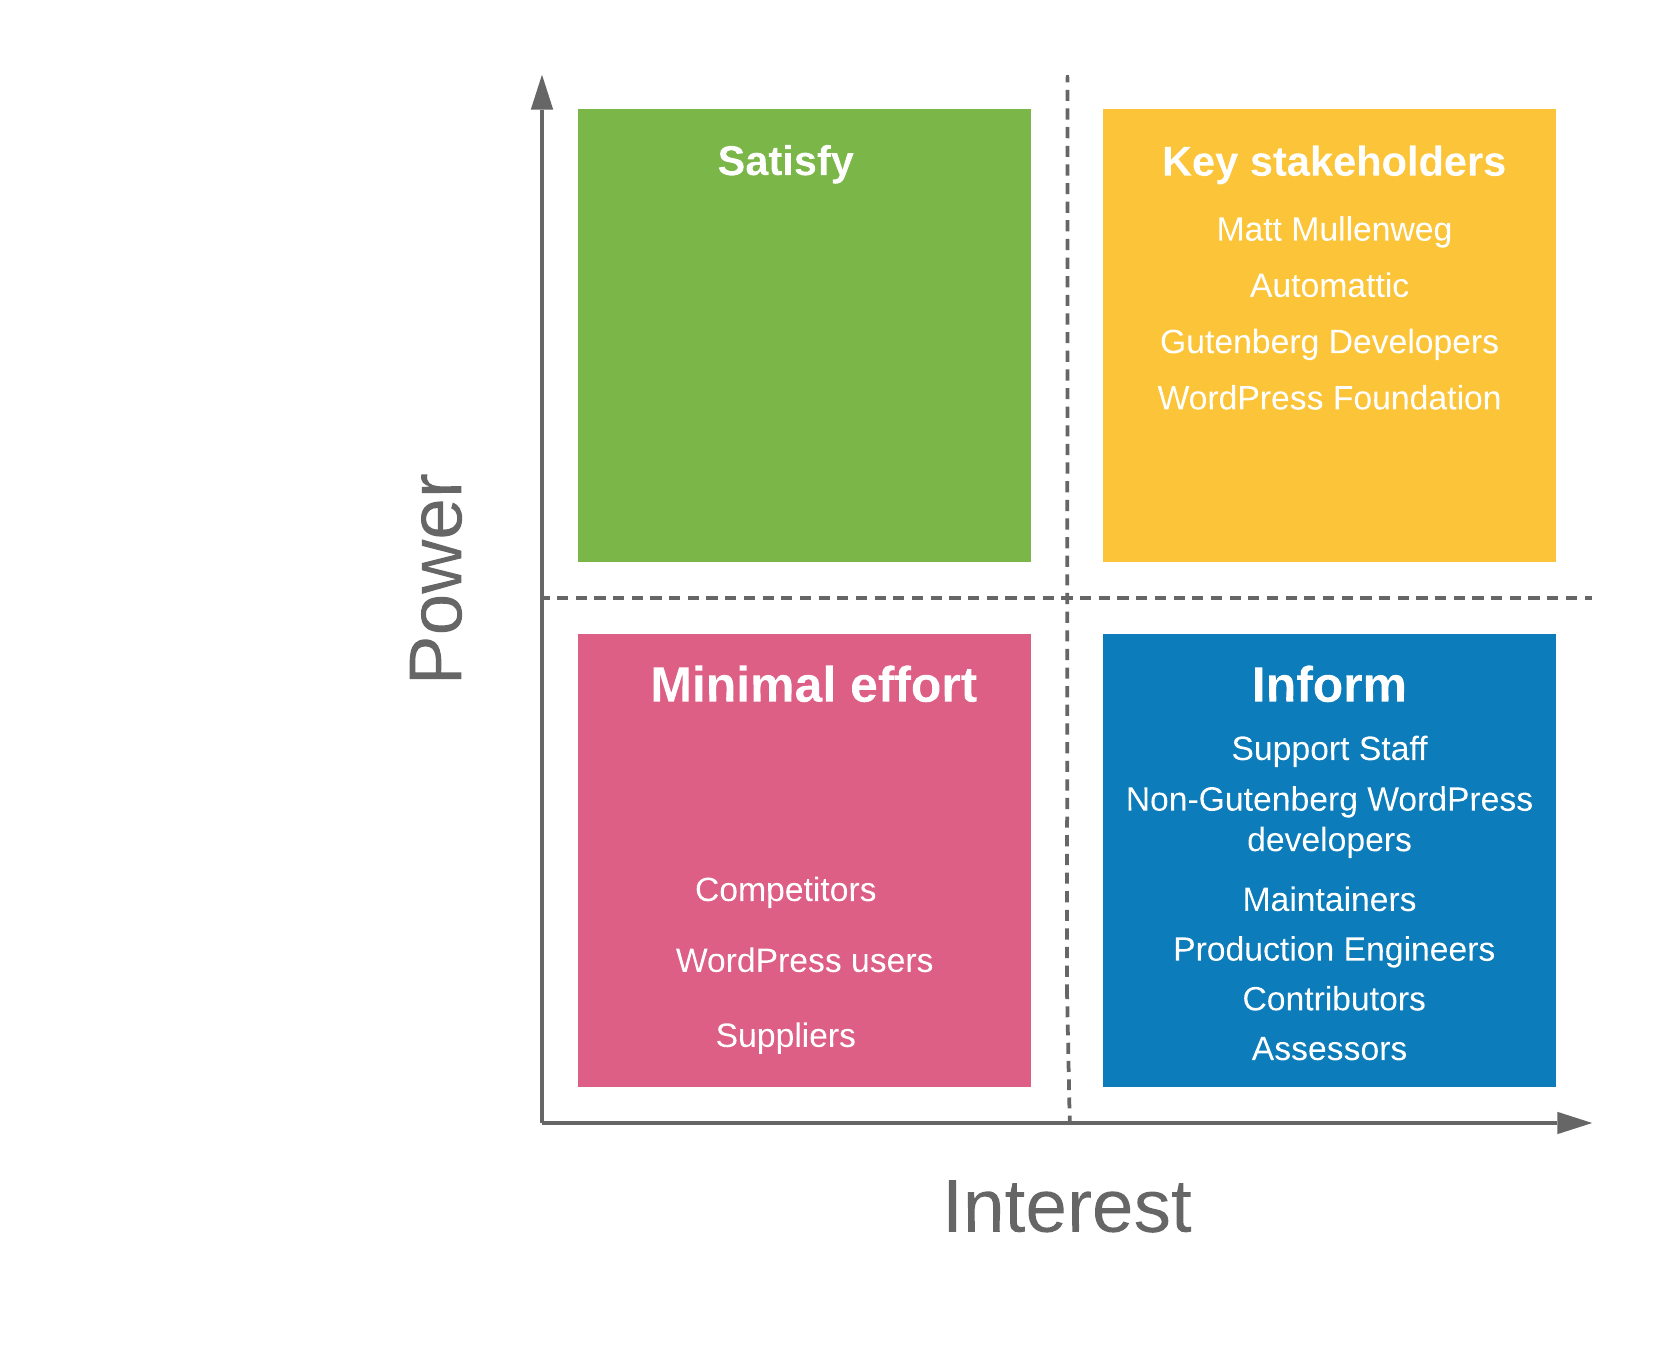 Satisfy
Key stakeholders
Matt Mullenweg
Automattic
Gutenberg Developers
WordPress Foundation
Power
Minimal effort
Competitors
WordPress users
Suppliers
Inform
Support Staff
Non-Gutenberg WordPress
developers
Maintainers
Production Engineers
Contributors
Assessors
Interest